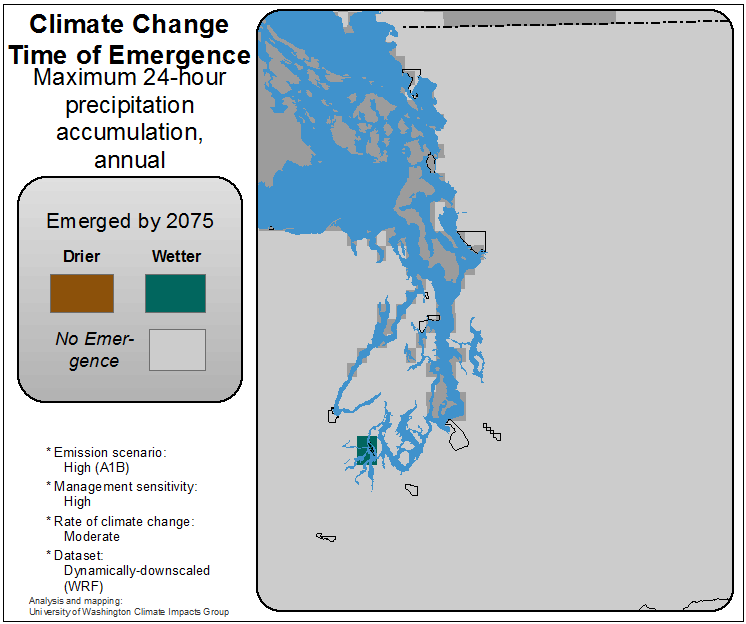 Climate Change
Time of Emergence
Maximum 24-hour
precipitation
accumulation,
annual
Emerged by 2075
Drier Wetter
No Emer-
gence
* Emission scenario:
High (A1B)
* Management sensitivity:
High
* Rate of climate change:
Moderate
* Dataset:
Dynamically-downscaled
(WRF)
Analysis and mapping:
University of Washington Climate Impacts Group